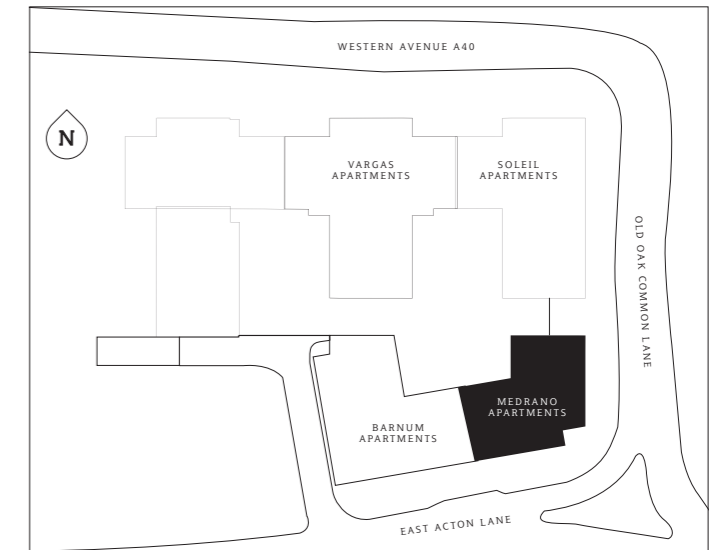 WESTERN AVENUE A40
N
VARGAS
APARTMENTS
SOLEIL
APARTMENTS
OLD OAK COMMON LANE
MEDRANO
APARTMENTS
BARNUM
APARTMENTS
EAST ACTON LANE